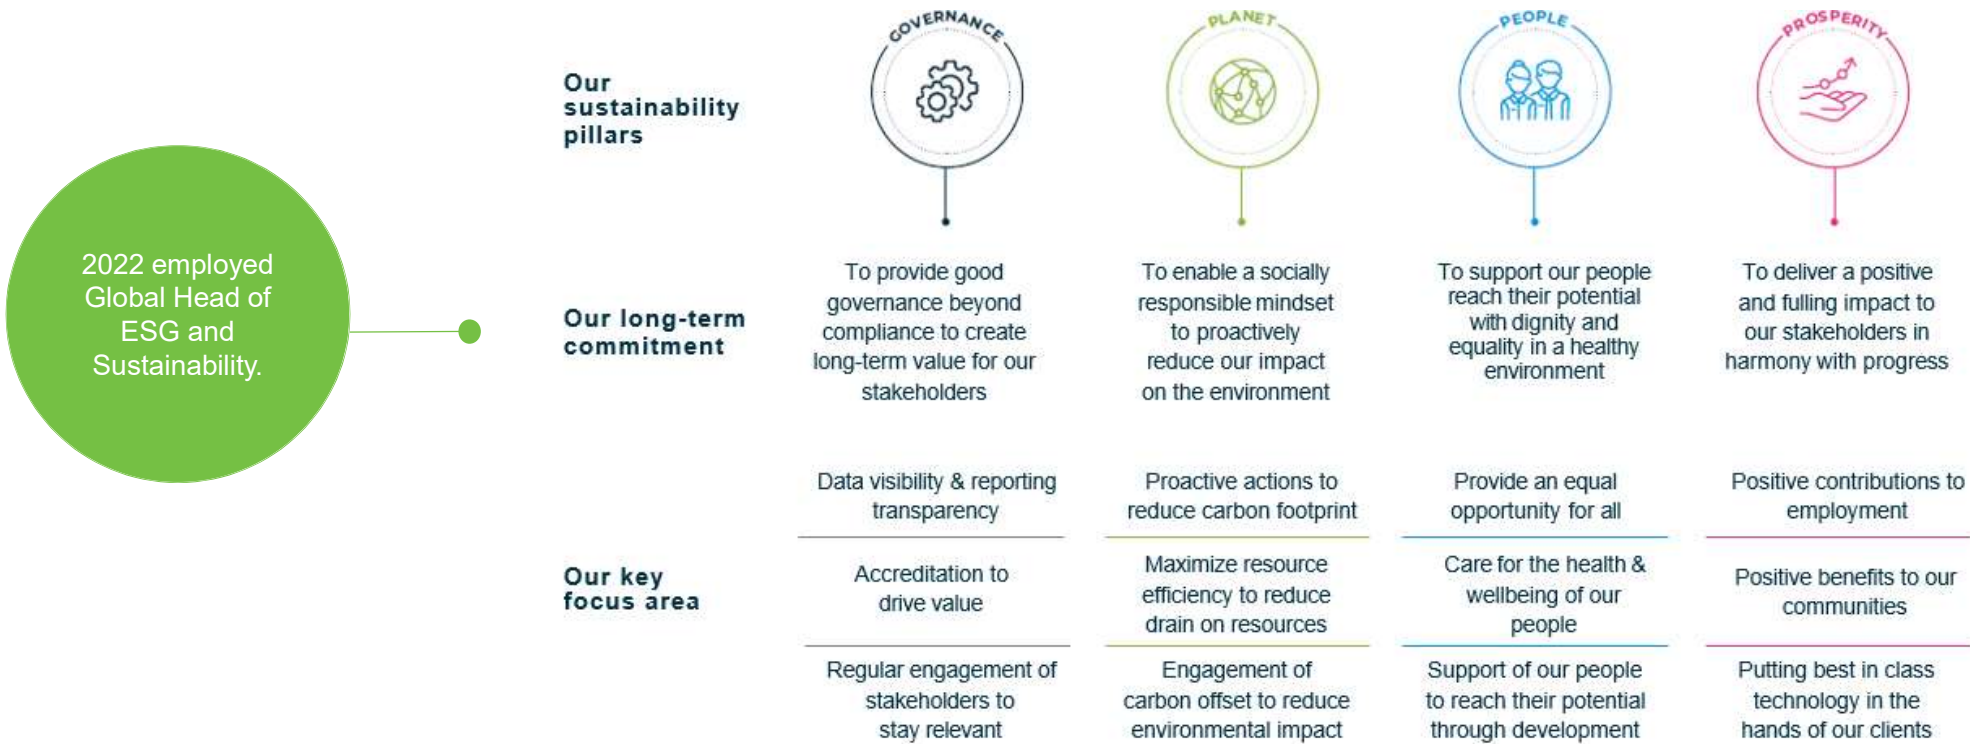 GOVERNANCE
PLANET
PEOPLE
PROSPERITY
Our
sustainability
pillars
2022 employed
Global Head of
ESG and
Sustainability.
Our long-term
commitment
To provide good
governance beyond
compliance to create
long-term value for our
stakeholders
To enable a socially
responsible mindset
to proactively
reduce our impact
on the environment
To support our people
reach their potential
with dignity and
equality in a healthy
environment
To deliver a positive
and fulling impact to
our stakeholders in
harmony with progress
Our key
focus area
Data visibility & reporting
transparency
Accreditation to
drive value
Regular engagement of
stakeholders to
stay relevant
Proactive actions to
reduce carbon footprint
Maximize resource
efficiency to reduce
drain on resources
Engagement of
carbon offset to reduce
environmental impact
Provide an equal
opportunity for all
Care for the health &
wellbeing of our
people
Support of our people
to reach their potential
through development
Positive contributions to
employment
Positive benefits to our
communities
Putting best in class
technology in the
hands of our clients